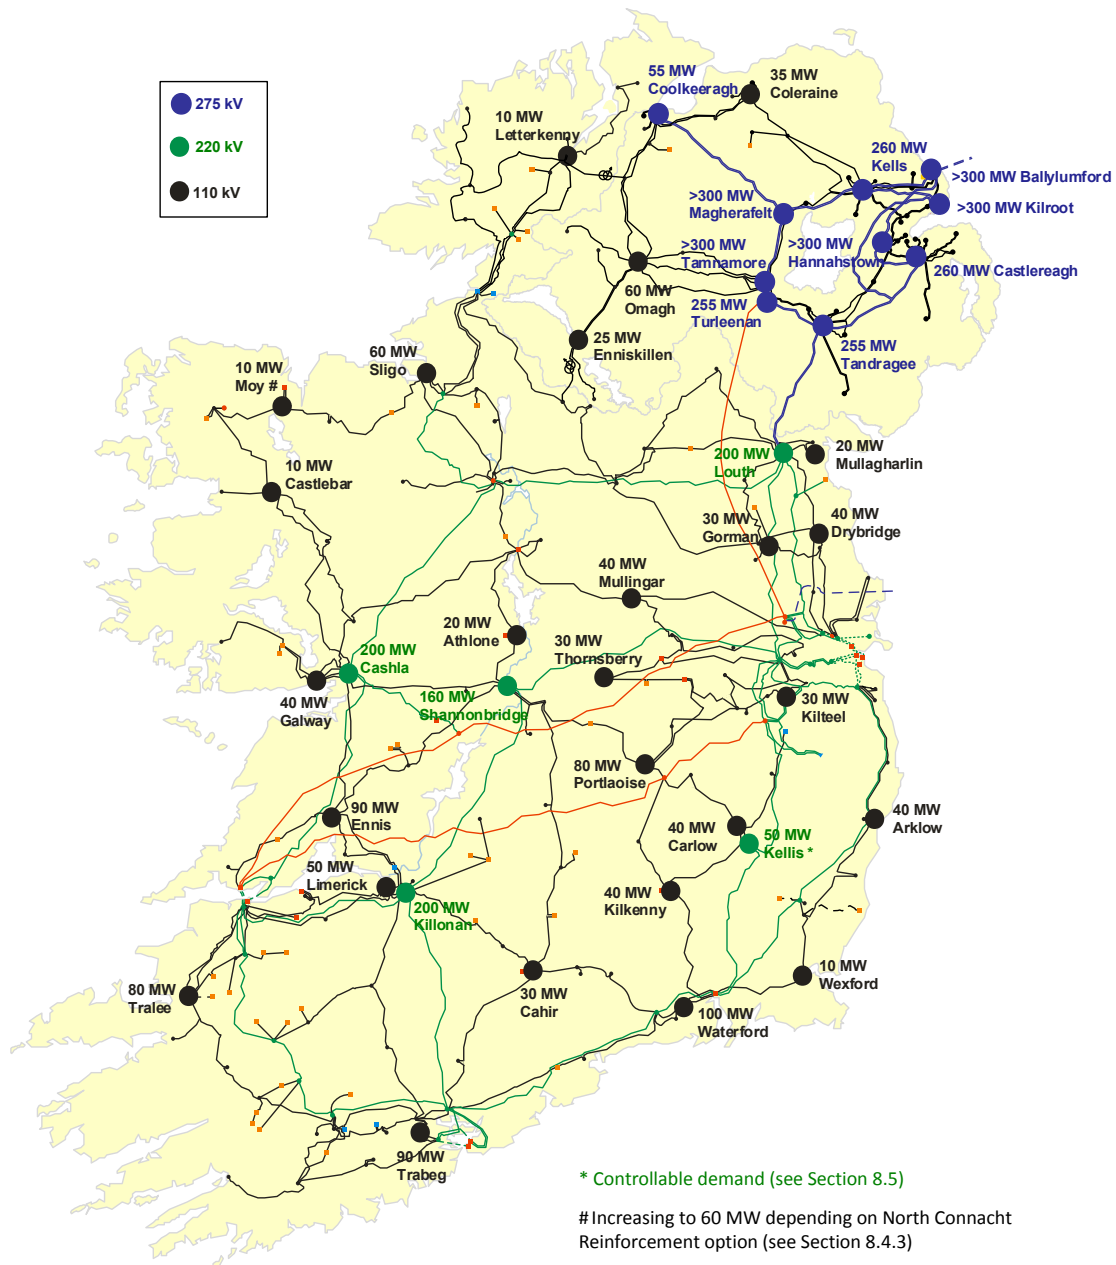 275 kV
220 kV
110 kV
55 MW
Coolkeeragh
35 MW
Coleraine
10 MW
Letterkenny
260 MW
Kells
>300 MW Ballylumford
>300 MW
Magherafelt
>300 MW Kilroot
>300 MW
Tamnamore
>300 MW
Hannahstown
260 MW Castlereagh
60 MW
Omagh
255 MW
Turleenan
25 MW
Enniskillen
255 MW
Tandragee
60 MW
Sligo
10 MW
Moy #
200 MW
Louth
20 MW
Mullagharlin
10 MW
Castlebar
30 MW
Gorman
40 MW
Drybridge
40 MW
Mullingar
20 MW
Athlone
30 MW
Thornsberry
200 MW
Cashla
40 MW
Galway
160 MW
Shannonbridge
30 MW
Kilteel
80 MW
Portlaoise
90 MW
Ennis
40 MW
Carlow
50 MW
Kellis *
40 MW
Arklow
50 MW
Limerick
200 MW
Killonan
40 MW
Kilkenny
80 MW
Tralee
30 MW
Cahir
10 MW
Wexford
100 MW
Waterford
90 MW
Trabeg
* Controllable demand (see Section 8.5)
# Increasing to 60 MW depending on North Connacht
Reinforcement option (see Section 8.4.3)